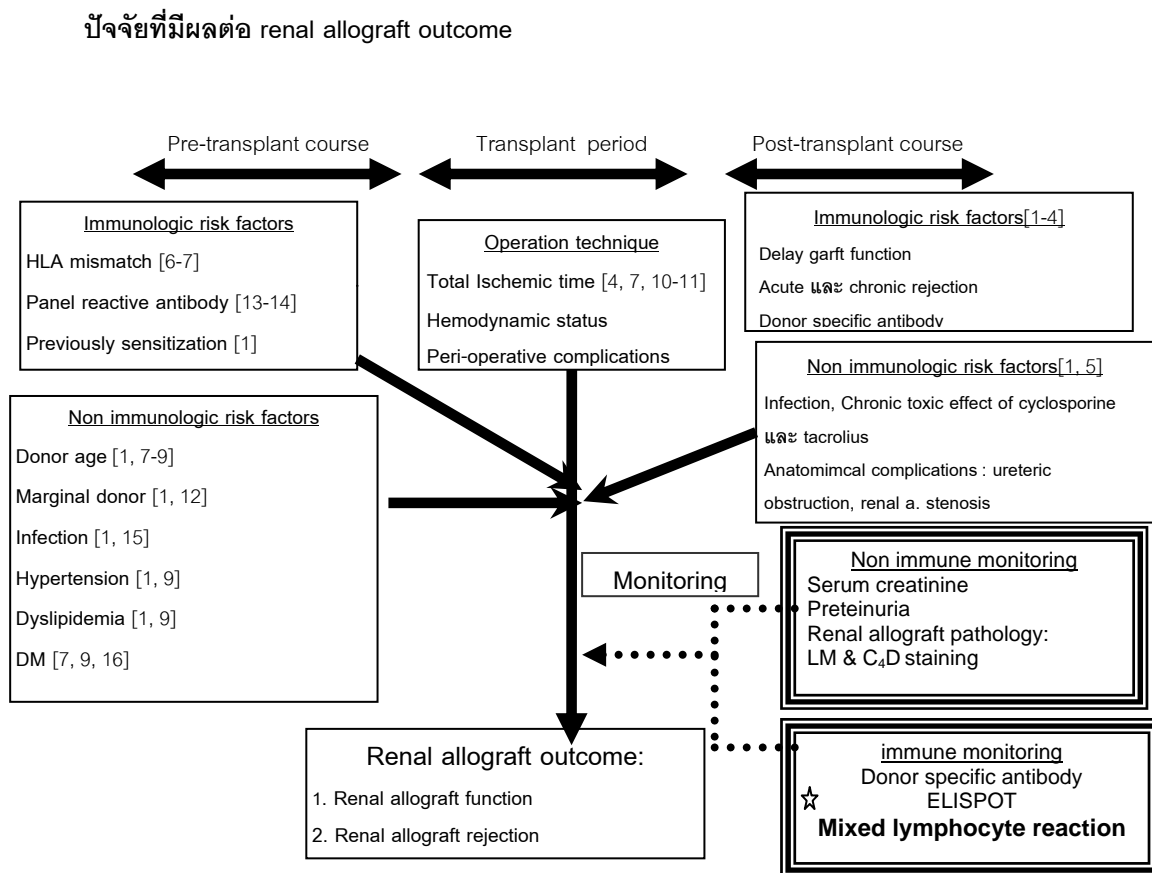 ปัจจัยที่มีผลต่อ renal allograft outcome
Pre-transplant course
Transplant period
Post-transplant course
Immunologic risk factors
HLA mismatch [6-7]
Panel reactive antibody [13-14]
Previously sensitization [1]
Non immunologic risk factors
Donor age [1, 7-9]
Marginal donor [1, 12]
Infection [1, 15]
Hypertension [1, 9]
Dyslipidemia [1, 9]
DM [7, 9, 16]
Operation technique
Total Ischemic time [4, 7, 10-11]
Hemodynamic status
Peri-operative complications
Immunologic risk factors[1-4]
Delay garft function
Acute และ chronic rejection
Donor specific antibody
Non immunologic risk factors[1, 5]
Infection, Chronic toxic effect of cyclosporine
และ tacrolius
Anatomimcal complications : ureteric
obstruction, renal a. stenosis
Monitoring
Non immune monitoring
Serum creatinine
Preteinuria
Renal allograft pathology:
LM & C₄D staining
immune monitoring
Donor specific antibody
ELISPOT
Mixed lymphocyte reaction
Renal allograft outcome:
1. Renal allograft function
2. Renal allograft rejection